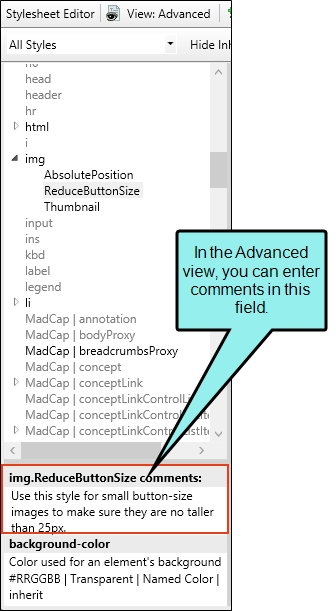 Stylesheet Editor View: Advanced
All Styles Hide Inh
head
header
hr
html
i
img
AbsolutePosition
ReduceButtonSize
Thumbnail
input
ins
kbd
label
legend
li
MadCap | annotation
MadCap | bodyProxy
MadCap | breadcrumbsProxy
MadCap | concept
MadCap | conceptLink
MadCap | conceptLinkControlLi
MadCap | conceptLinkCon
MadCap | conceptLinkCon
In the Advanced
view, you can enter
comments in this
field.
img.ReduceButtonSize comments:
Use this style for small button-size
images to make sure they are no taller
than 25px.
background-color
Color used for an element's background
#RRGGBB | Transparent | Named Color |
inherit